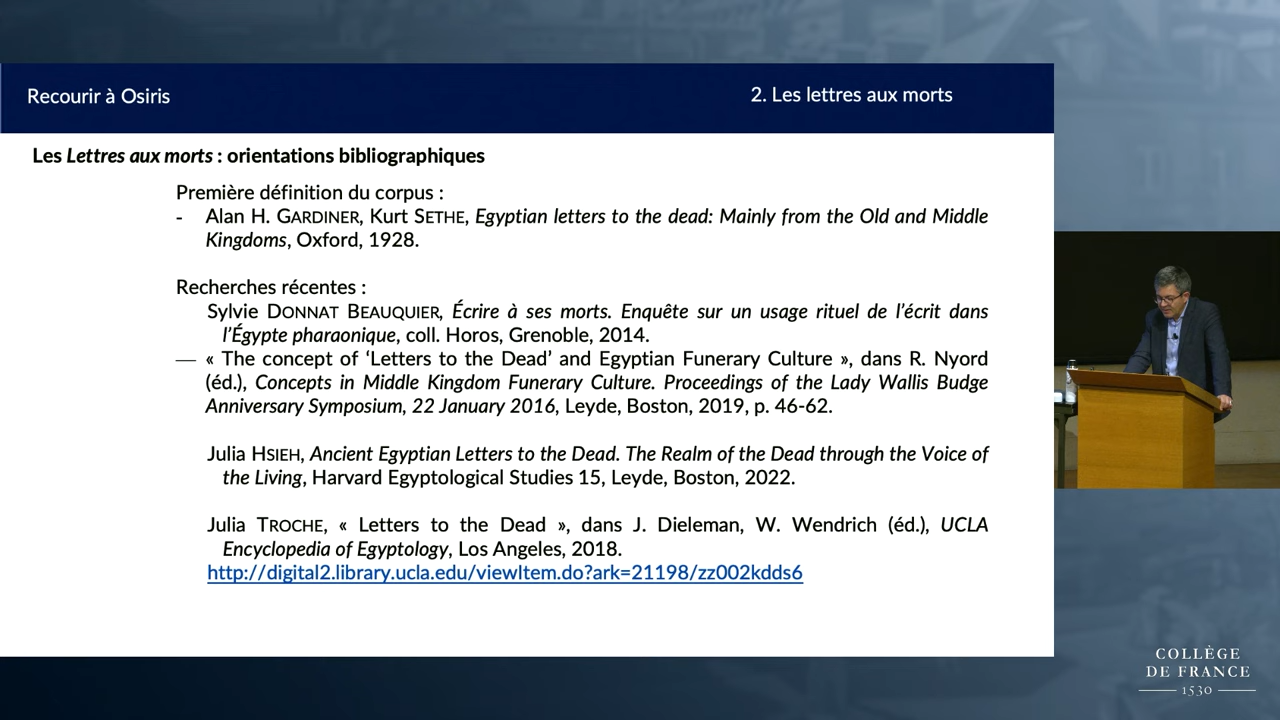 Recourir à Osiris
2. Les lettres aux morts
Les Lettres aux morts : orientations bibliographiques
Première définition du corpus :
- Alan H. GARDINER, Kurt SETHE, Egyptian letters to the dead: Mainly from the Old and Middle
Kingdoms, Oxford, 1928.
Recherches récentes :
Sylvie DONNAT BEAUQUIER, Écrire à ses morts. Enquête sur un usage rituel de l’écrit dans
l’Égypte pharaonique, coll. Horos, Grenoble, 2014.
— « The concept of ‘Letters to the Dead’ and Egyptian Funerary Culture », dans R. Nyord
(éd.), Concepts in Middle Kingdom Funerary Culture. Proceedings of the Lady Wallis Budge
Anniversary Symposium, 22 January 2016, Leyde, Boston, 2019, p. 46-62.
Julia HSIEH, Ancient Egyptian Letters to the Dead. The Realm of the Dead through the Voice of
the Living, Harvard Egyptological Studies 15, Leyde, Boston, 2022.
Julia TROCHE, « Letters to the Dead », dans J. Dieleman, W. Wendrich (éd.), UCLA
Encyclopedia of Egyptology, Los Angeles, 2018.
http://digital2.library.ucla.edu/viewItem.do?ark=21198/zz002kdds6
COLLÈGE
DE FRANCE
1530